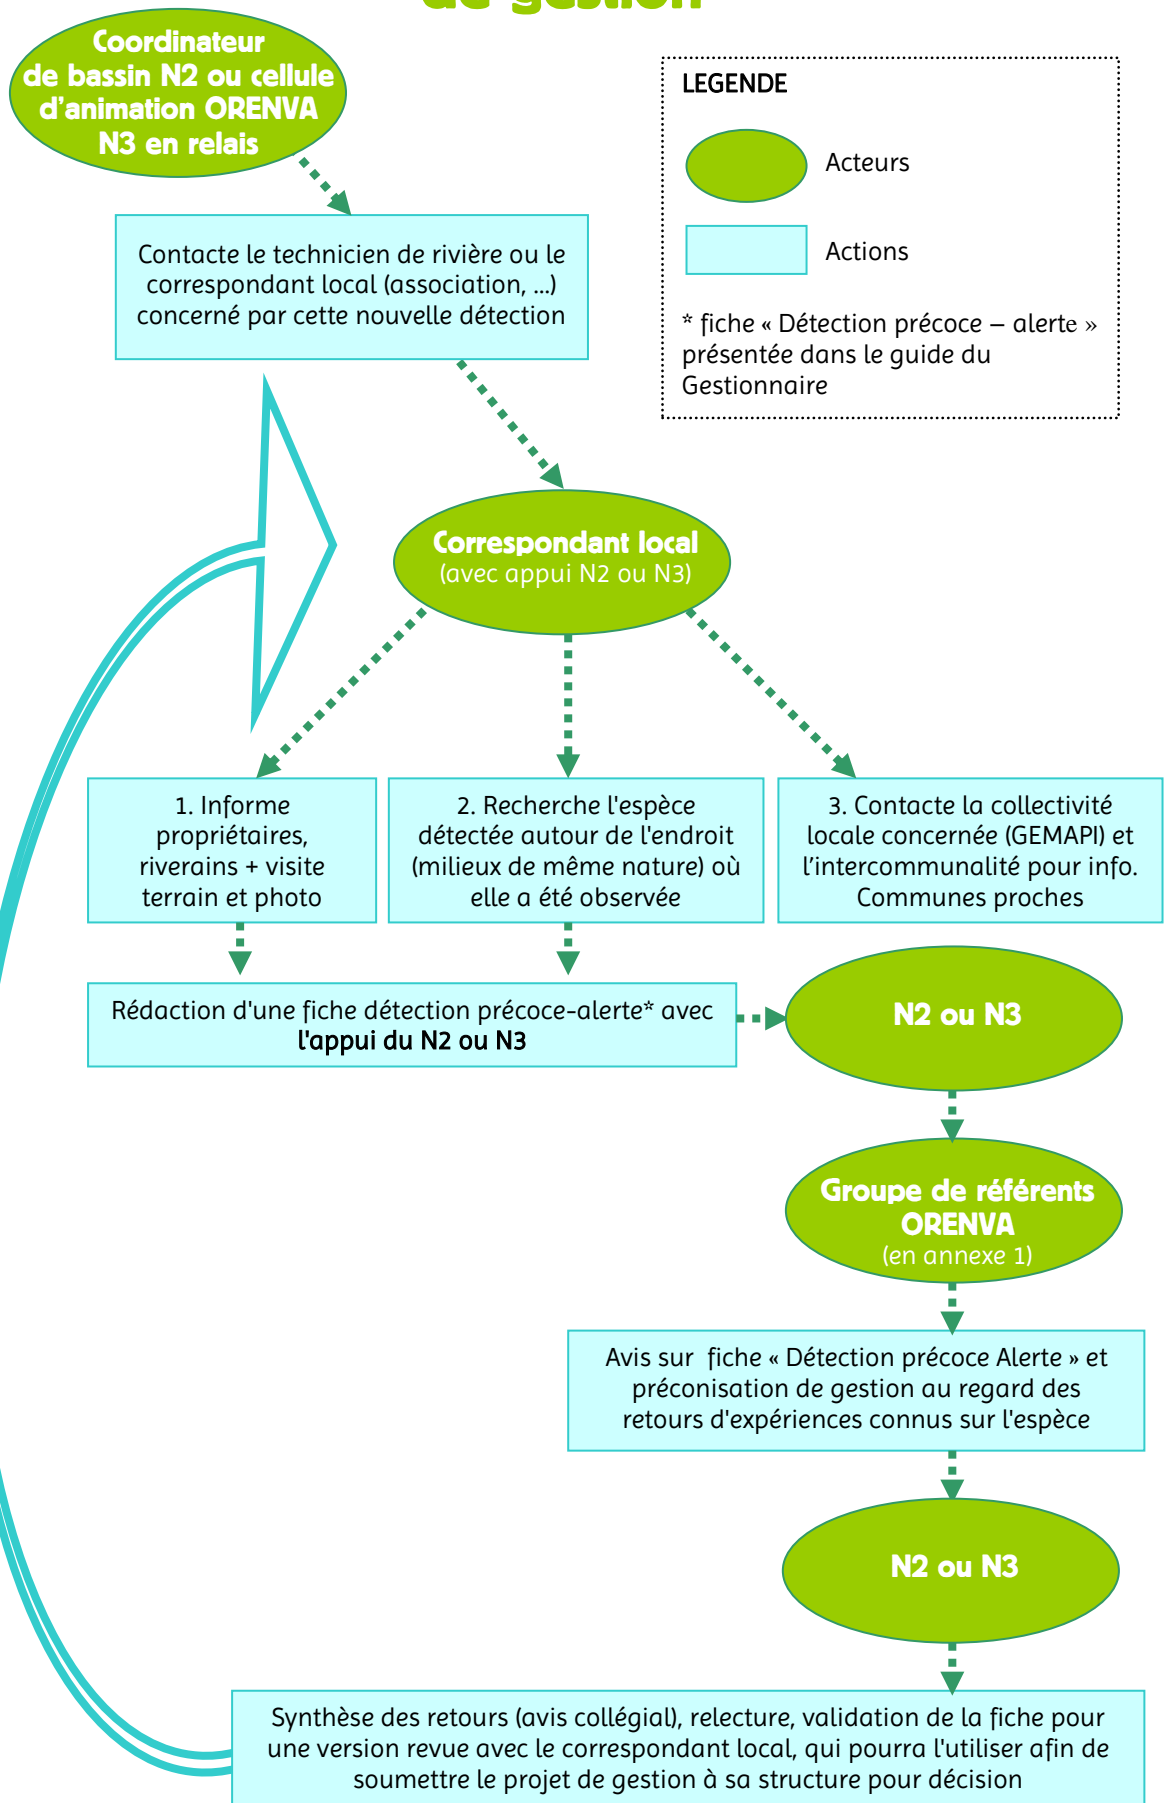 de gestion
Coordinateur
de bassin N2 ou cellule
d'animation ORENVA
N3 en relais
LEGENDE
Acteurs
Actions
* fiche « Détection précoce – alerte »
présentée dans le guide du
Gestionnaire
Contacte le technicien de rivière ou le
correspondant local (association, ...)
concerné par cette nouvelle détection
Correspondant local
(avec appui N2 ou N3)
1. Informe
propriétaires,
riverains + visite
terrain et photo
2. Recherche l'espèce
détectée autour de l'endroit
(milieux de même nature) où
elle a été observée
3. Contacte la collectivité
locale concernée (GEMAPI) et
l'intercommunalité pour info.
Communes proches
Rédaction d'une fiche détection précoce-alerte* avec
l'appui du N2 ou N3
N2 ou N3
Groupe de référents
ORENVA
(en annexe 1)
Avis sur fiche « Détection précoce Alerte » et
préconisation de gestion au regard des
retours d'expériences connus sur l'espèce
N2 ou N3
Synthèse des retours (avis collégial), relecture, validation de la fiche pour
une version revue avec le correspondant local, qui pourra l'utiliser afin de
soumettre le projet de gestion à sa structure pour décision